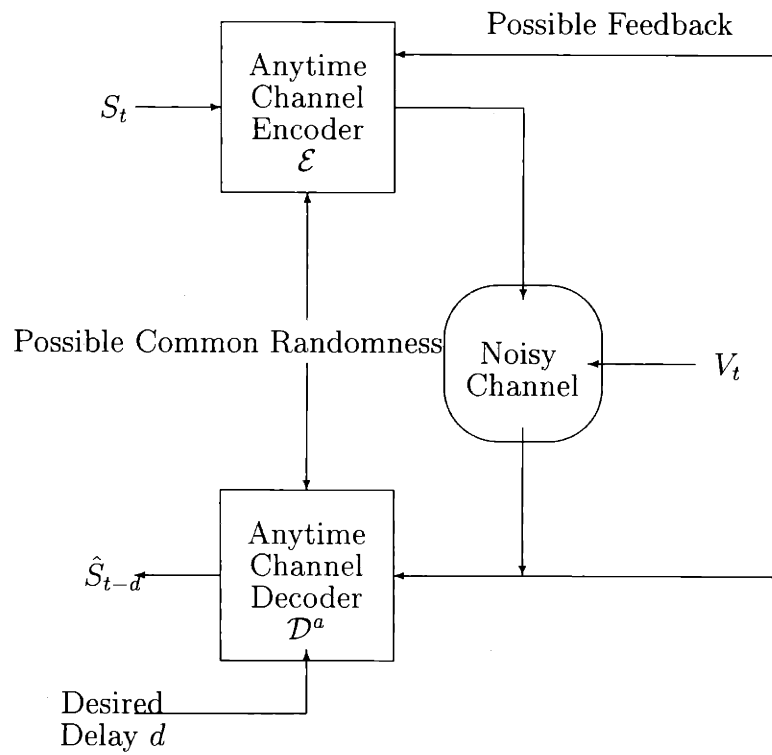 Possible Feedback
Anytime
Channel
Encoder
ℰ
S_t
Possible Common Randomness
Noisy
Channel
V_t
Anytime
Channel
Decoder
𝒟^a
Ŝ_{t−d}
Desired
Delay d